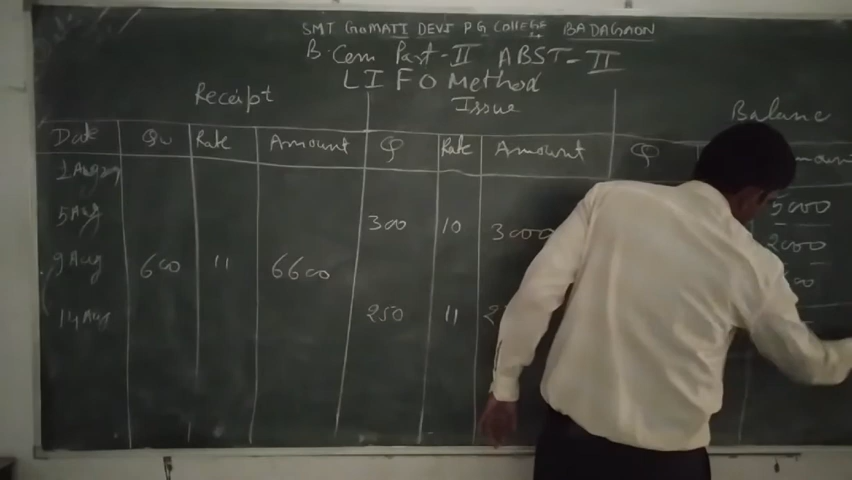 SMT GOMATI DEVI P G COLLEGE BADAGAON
B.Com Part-II ABST-II
LIFO Method
Receipt Issue Balance
Date Qu Rate Amount Q Rate Amount Q mount
1 Aug 5000
5 Aug 300 10 3000 2000
9 Aug 600 11 6600
14 Aug 250 11